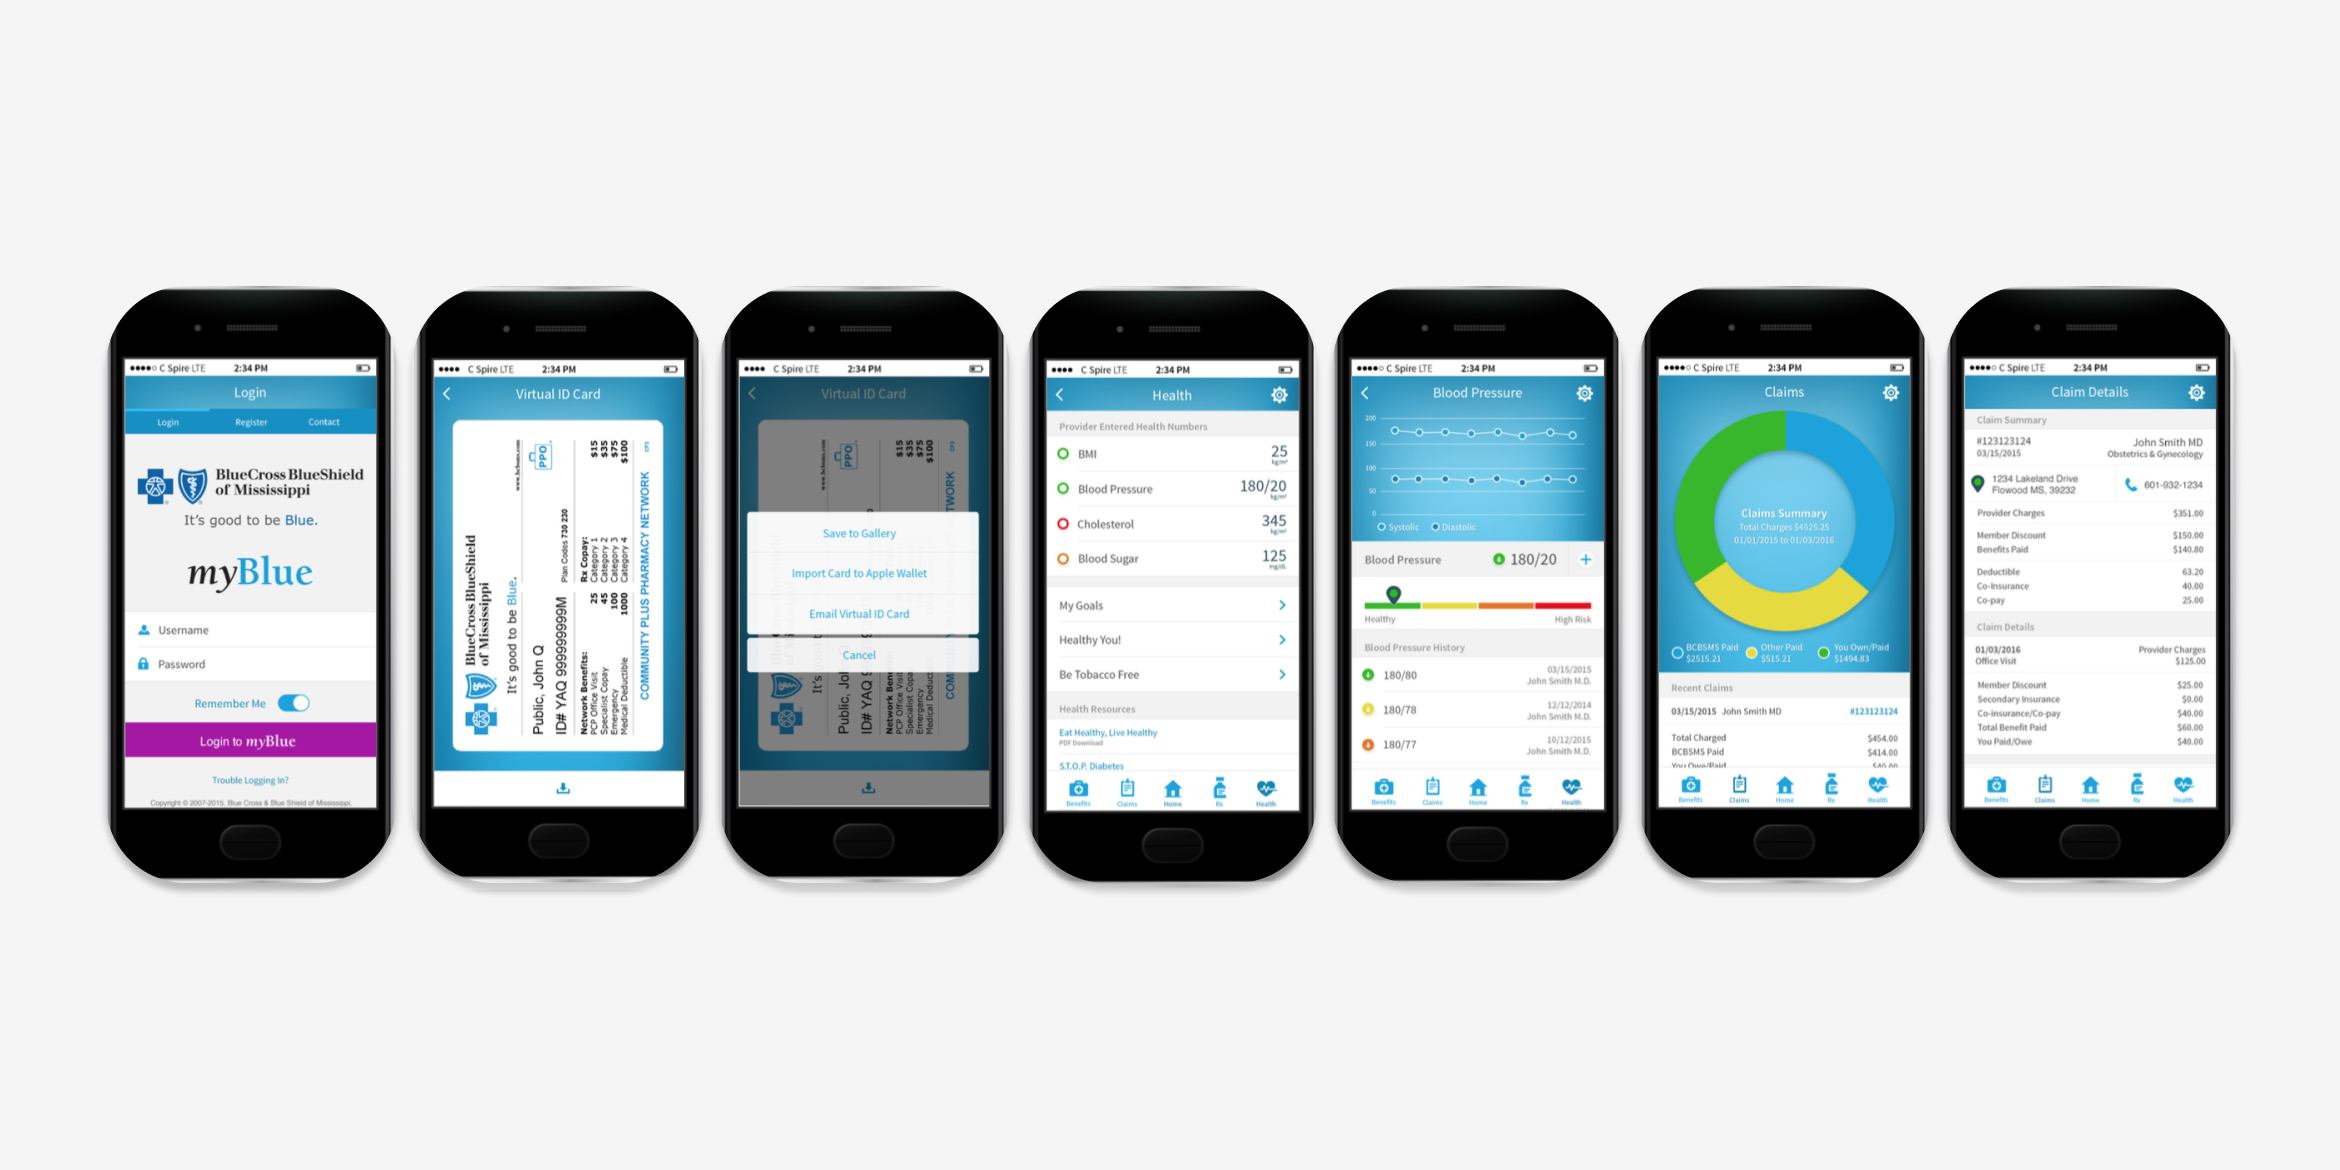 C Spire LTE 2:34 PM
Login
Login Register Contact
BlueCross BlueShield
of Mississippi
It's good to be Blue.
myBlue
Username
Password
Remember Me
Login to myBlue
Trouble Logging In?
Copyright © 2007-2015, Blue Cross & Blue Shield of Mississippi,
C Spire LTE 2:34 PM
Virtual ID Card
BlueCross BlueShield
of Mississippi
It's good to be Blue.
www.bcbsms.com
PPO
Public, John Q
ID# YAQ 999999999M
Plan Codes 730 230
Network Benefits:
PCP Office Visit 25
Specialist Copay 45
Emergency 100
Medical Deductible 1000
Rx Copay:
Category 1 $15
Category 2 $35
Category 3 $75
Category 4 $100
COMMUNITY PLUS PHARMACY NETWORK
C Spire LTE 2:34 PM
Virtual ID Card
Save to Gallery
Import Card to Apple Wallet
Email Virtual ID Card
Cancel
C Spire LTE 2:34 PM
Health
Provider Entered Health Numbers
BMI 25
kg/m²
Blood Pressure 180/20
kg/m²
Cholesterol 345
kg/m²
Blood Sugar 125
mg/dL
My Goals
Healthy You!
Be Tobacco Free
Health Resources
Eat Healthy, Live Healthy
PDF Download
S.T.O.P. Diabetes
Benefits Claims Home Rx Health
C Spire LTE 2:34 PM
Blood Pressure
200
150
100
50
0
Systolic Diastolic
Blood Pressure 180/20
Healthy High Risk
Blood Pressure History
180/80 03/15/2015
John Smith M.D.
180/78 12/12/2014
John Smith M.D.
180/77 10/12/2015
John Smith M.D.
Benefits Claims Home Rx Health
C Spire LTE 2:34 PM
Claims
Claims Summary
Total Charges $4525.25
01/01/2015 to 01/03/2016
BCBSMS Paid Other Paid You Own/Paid
$2515.21 $515.21 $1494.83
Recent Claims
03/15/2015 John Smith MD #123123124
Total Charged $454.00
BCBSMS Paid $414.00
You Owe/Paid $40.00
Benefits Claims Home Rx Health
C Spire LTE 2:34 PM
Claim Details
Claim Summary
#123123124 John Smith MD
03/15/2015 Obstetrics & Gynecology
1234 Lakeland Drive
Flowood MS, 39232
601-932-1234
Provider Charges $351.00
Member Discount $150.00
Benefits Paid $140.80
Deductible 63.20
Co-Insurance 40.00
Co-pay 25.00
Claim Details
01/03/2016 Provider Charges
Office Visit $125.00
Member Discount $25.00
Secondary Insurance $0.00
Co-insurance/Co-pay $40.00
Total Benefit Paid $60.00
You Paid/Owe $40.00
Benefits Claims Home Rx Health